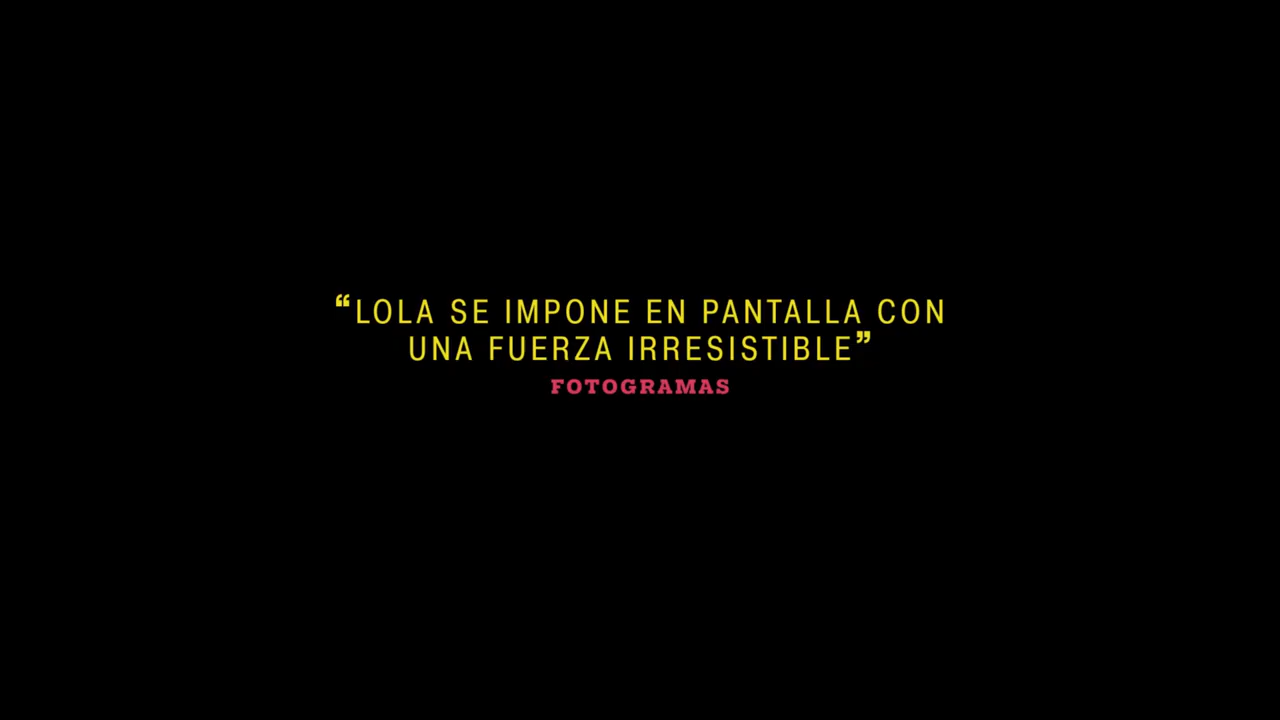 “LOLA SE IMPONE EN PANTALLA CON
UNA FUERZA IRRESISTIBLE”
FOTOGRAMAS